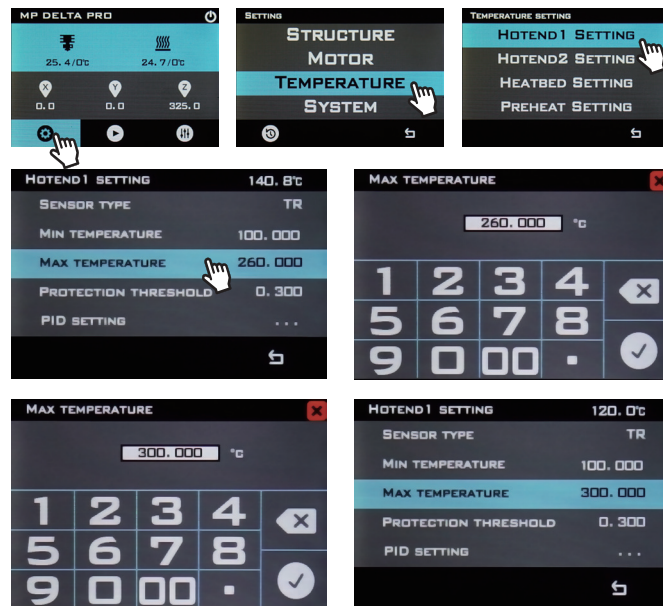 MP DELTA PRO
25.4/0℃
24.7/0℃
X
Y
Z
0.0
0.0
325.0
SETTING
STRUCTURE
MOTOR
TEMPERATURE
SYSTEM
TEMPERATURE SETTING
HOTEND1 SETTING
HOTEND2 SETTING
HEATBED SETTING
PREHEAT SETTING
HOTEND1 SETTING 140.8℃
SENSOR TYPE TR
MIN TEMPERATURE 100.000
MAX TEMPERATURE 260.000
PROTECTION THRESHOLD 0.300
PID SETTING ...
MAX TEMPERATURE
260.000 ℃
1 2 3 4
5 6 7 8
9 0 00 .
MAX TEMPERATURE
300.000 ℃
1 2 3 4
5 6 7 8
9 0 00 .
HOTEND1 SETTING 120.0℃
SENSOR TYPE TR
MIN TEMPERATURE 100.000
MAX TEMPERATURE 300.000
PROTECTION THRESHOLD 0.300
PID SETTING ...